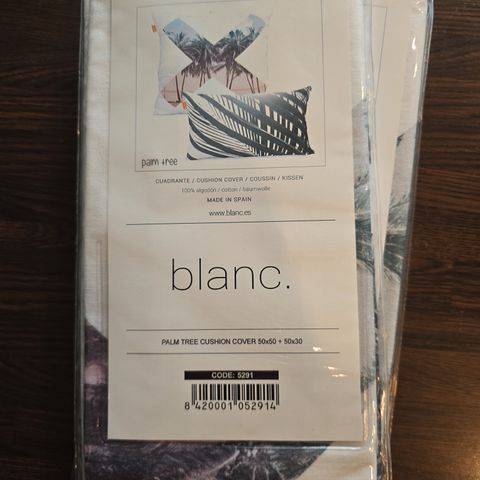 palm tree
CUADRANTE / CUSHION COVER / COUSSIN / KISSEN
100% algodon / cotton / baumwolle
MADE IN SPAIN
www.blanc.es
blanc.
PALM TREE CUSHION COVER 50x50 + 50x30
CODE: 5291
8 420001 052914